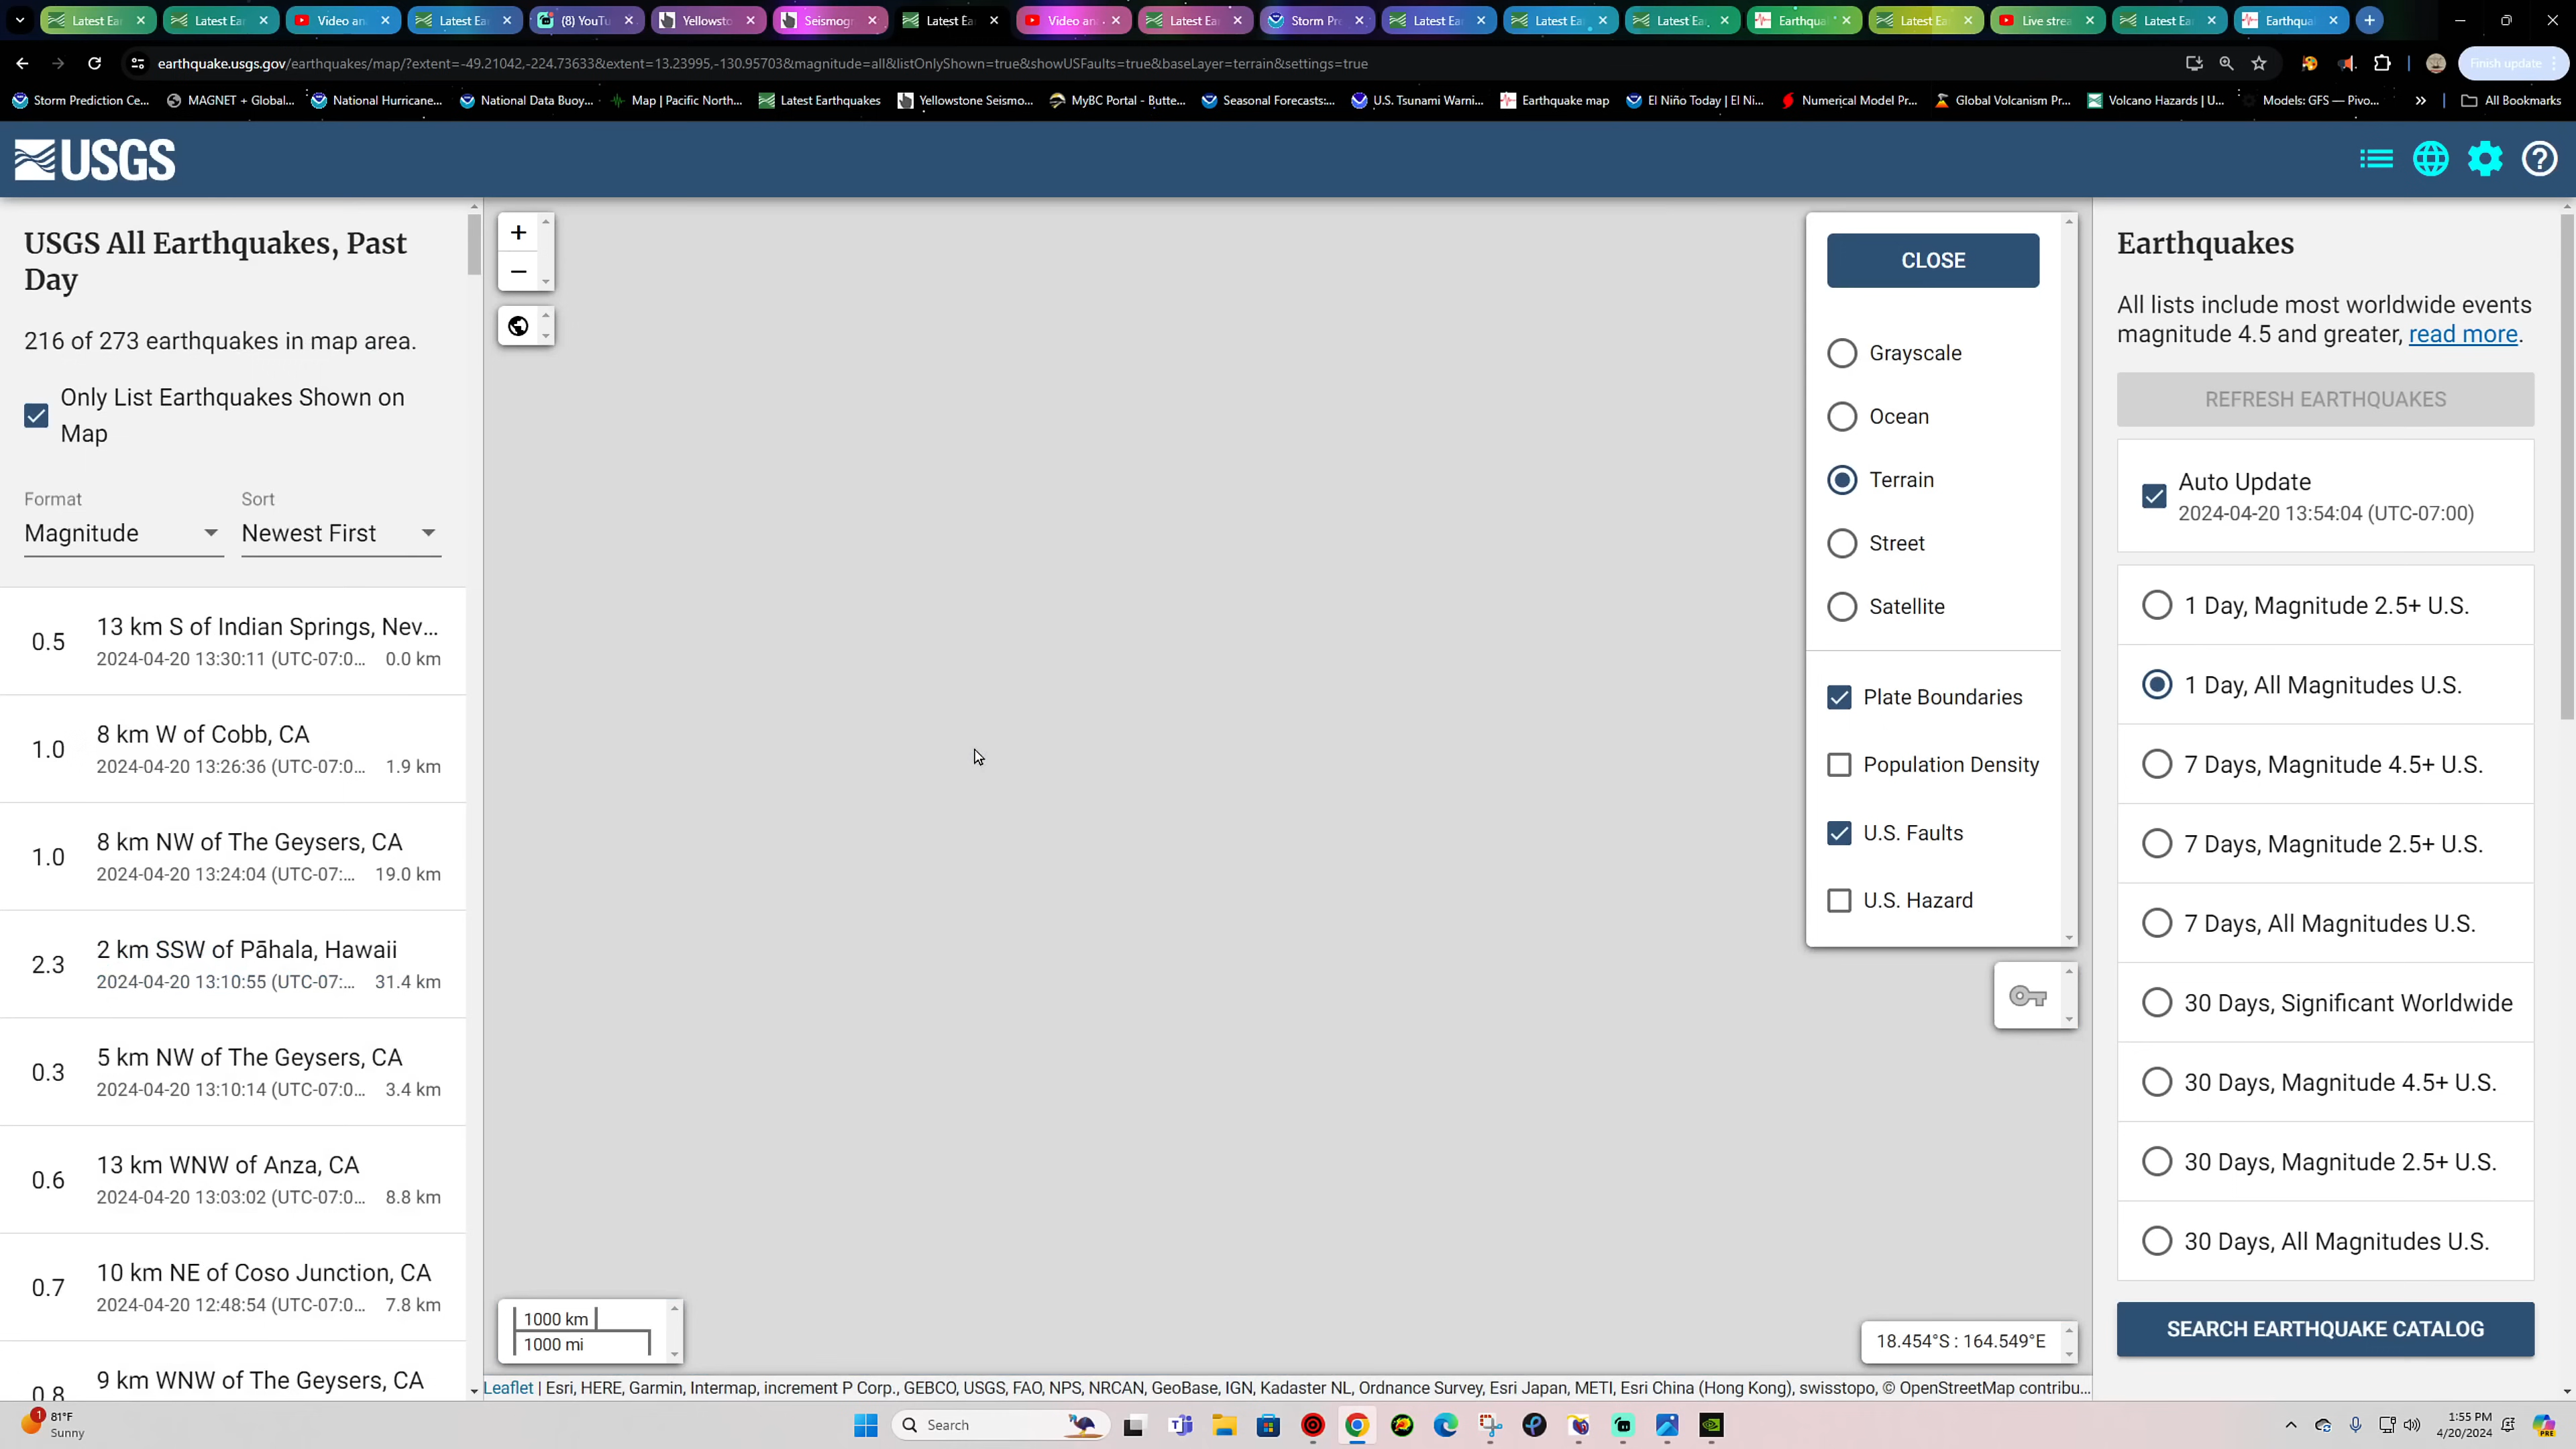 Latest Ear
Latest Ear
Video an
Latest Ea
(8) YouTu
Yellowsto
Seismogr
Latest Ea
Video an
Latest Ea
Storm Pre
Latest Ea
Latest Ea
Latest Ea
Earthqua
Latest Ea
Live strea
Latest Ea
Earthqua
earthquake.usgs.gov/earthquakes/map/?extent=-49.21042,-224.73633&extent=13.23995,-130.95703&magnitude=all&listOnlyShown=true&showUSFaults=true&baseLayer=terrain&settings=true
Finish update
Storm Prediction Ce...
MAGNET + Global...
National Hurricane...
National Data Buoy...
Map | Pacific North...
Latest Earthquakes
Yellowstone Seismo...
MyBC Portal - Butte...
Seasonal Forecasts:...
U.S. Tsunami Warni...
Earthquake map
El Niño Today | El Ni...
Numerical Model Pr...
Global Volcanism Pr...
Volcano Hazards | U...
Models: GFS — Pivo...
All Bookmarks
USGS
USGS All Earthquakes, Past
Day
216 of 273 earthquakes in map area.
Only List Earthquakes Shown on
Map
Format
Sort
Magnitude
Newest First
0.5
13 km S of Indian Springs, Nev...
2024-04-20 13:30:11 (UTC-07:0... 0.0 km
1.0
8 km W of Cobb, CA
2024-04-20 13:26:36 (UTC-07:0... 1.9 km
1.0
8 km NW of The Geysers, CA
2024-04-20 13:24:04 (UTC-07:... 19.0 km
2.3
2 km SSW of Pāhala, Hawaii
2024-04-20 13:10:55 (UTC-07:... 31.4 km
0.3
5 km NW of The Geysers, CA
2024-04-20 13:10:14 (UTC-07:0... 3.4 km
0.6
13 km WNW of Anza, CA
2024-04-20 13:03:02 (UTC-07:0... 8.8 km
0.7
10 km NE of Coso Junction, CA
2024-04-20 12:48:54 (UTC-07:0... 7.8 km
0.8
9 km WNW of The Geysers, CA
+
−
CLOSE
Grayscale
Ocean
Terrain
Street
Satellite
Plate Boundaries
Population Density
U.S. Faults
U.S. Hazard
1000 km
1000 mi
18.454°S : 164.549°E
Leaflet | Esri, HERE, Garmin, Intermap, increment P Corp., GEBCO, USGS, FAO, NPS, NRCAN, GeoBase, IGN, Kadaster NL, Ordnance Survey, Esri Japan, METI, Esri China (Hong Kong), swisstopo, © OpenStreetMap contribu...
Earthquakes
All lists include most worldwide events
magnitude 4.5 and greater, read more.
REFRESH EARTHQUAKES
Auto Update
2024-04-20 13:54:04 (UTC-07:00)
1 Day, Magnitude 2.5+ U.S.
1 Day, All Magnitudes U.S.
7 Days, Magnitude 4.5+ U.S.
7 Days, Magnitude 2.5+ U.S.
7 Days, All Magnitudes U.S.
30 Days, Significant Worldwide
30 Days, Magnitude 4.5+ U.S.
30 Days, Magnitude 2.5+ U.S.
30 Days, All Magnitudes U.S.
SEARCH EARTHQUAKE CATALOG
1
81°F
Sunny
Search
1:55 PM
4/20/2024
PRE